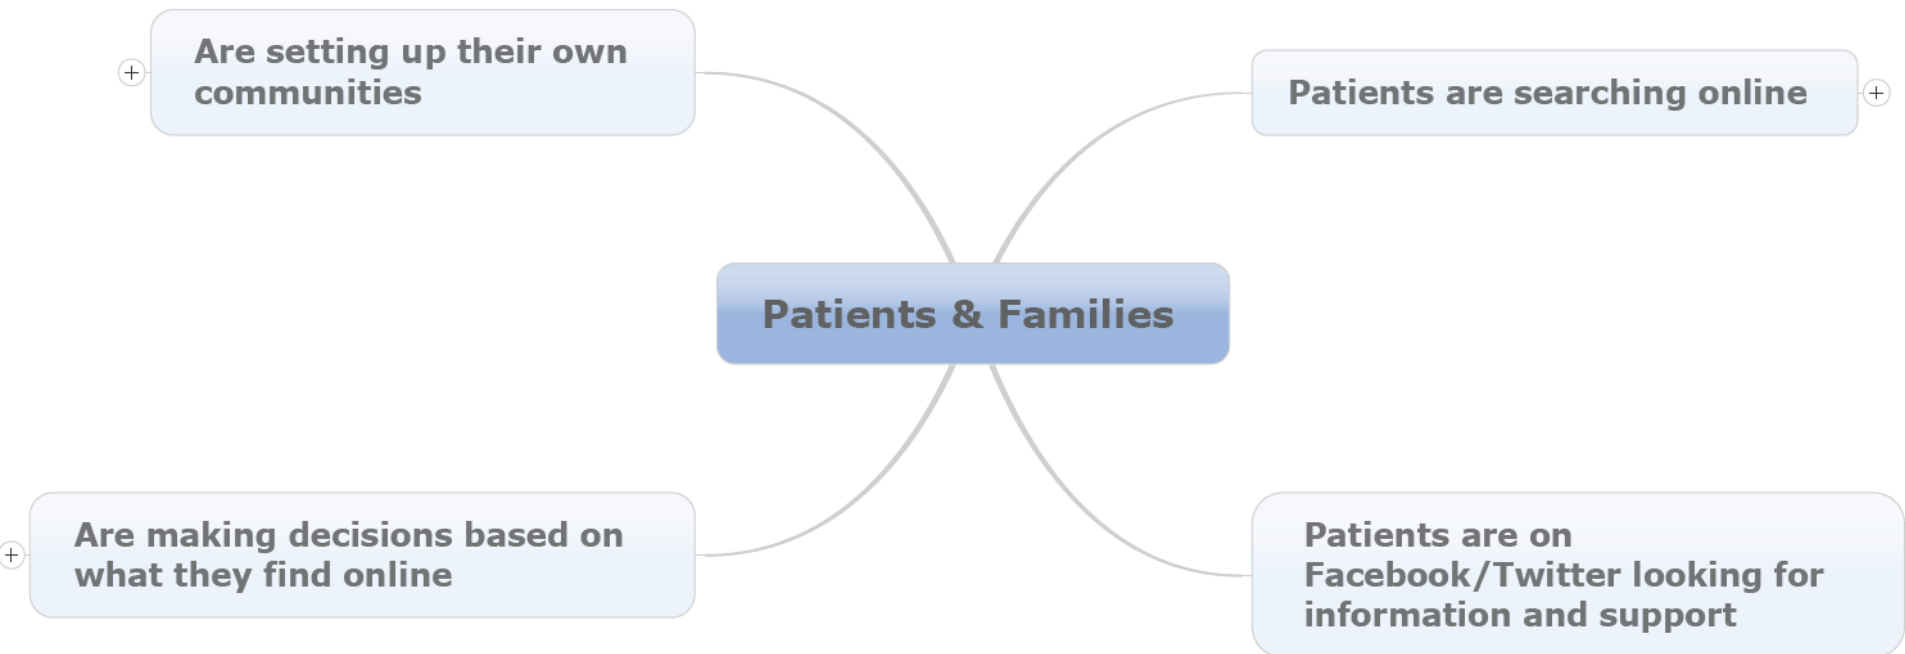 Are setting up their own
communities
Patients are searching online
Patients & Families
Are making decisions based on
what they find online
Patients are on
Facebook/Twitter looking for
information and support